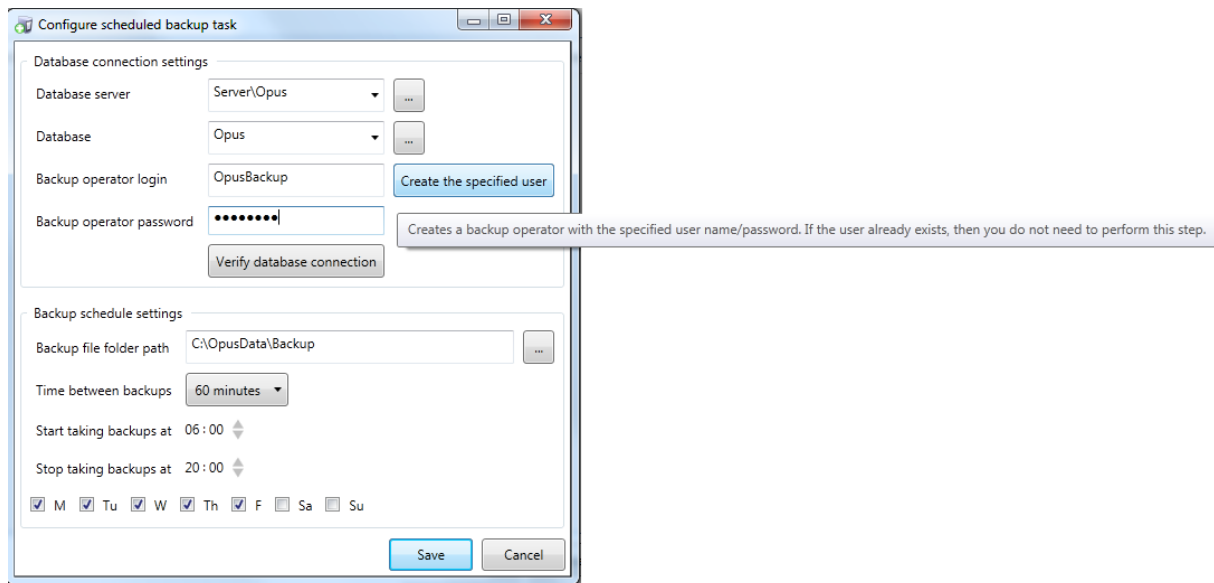 Configure scheduled backup task
Database connection settings
Database server Server\Opus ...
Database Opus ...
Backup operator login OpusBackup Create the specified user
Backup operator password ••••••••
Creates a backup operator with the specified user name/password. If the user already exists, then you do not need to perform this step.
Verify database connection
Backup schedule settings
Backup file folder path C:\OpusData\Backup ...
Time between backups 60 minutes
Start taking backups at 06:00
Stop taking backups at 20:00
M Tu W Th F Sa Su
Save Cancel